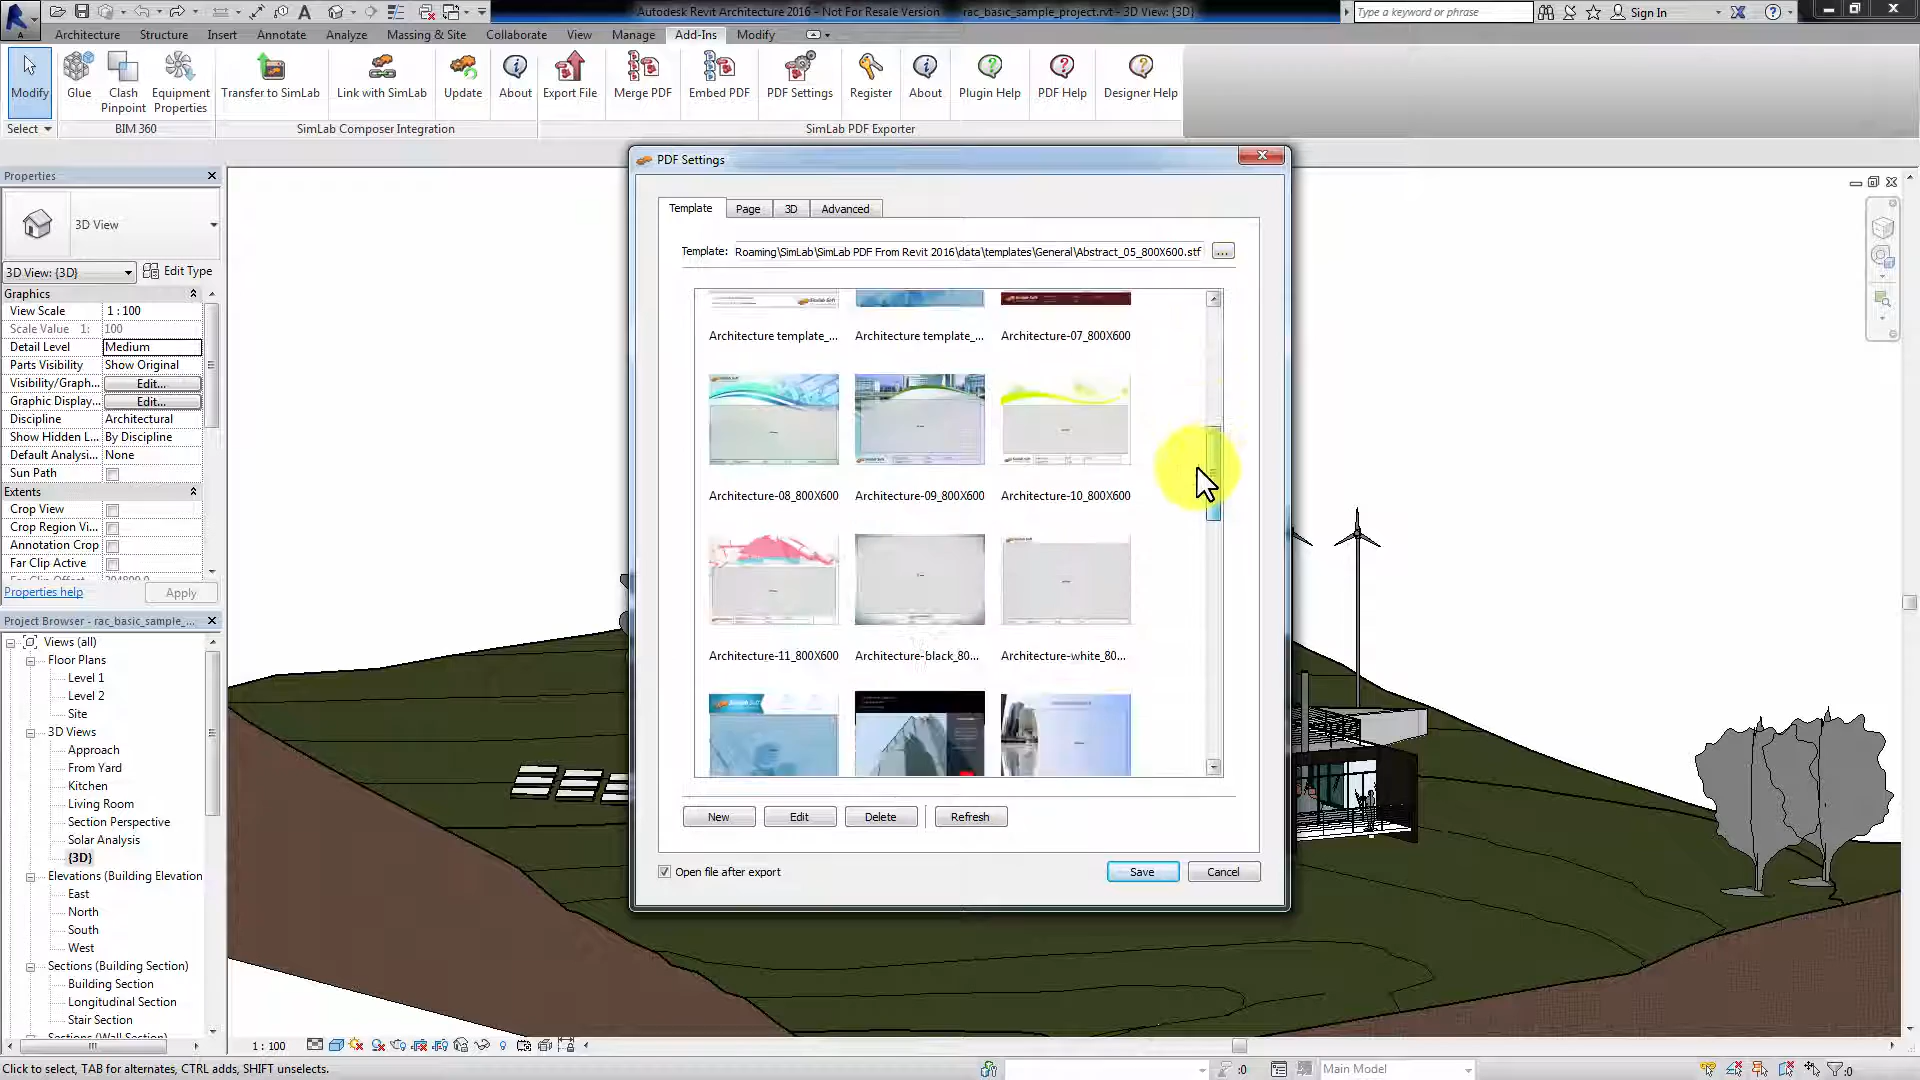 Autodesk Revit Architecture 2016 - Not For Resale Version rac_basic_sample_project.rvt - 3D View: {3D}
Type a keyword or phrase
Sign In
Architecture Structure Insert Annotate Analyze Massing & Site Collaborate View Manage Add-Ins Modify
Modify
Glue
Clash Pinpoint
Equipment Properties
Transfer to SimLab
Link with SimLab
Update
About
Export File
Merge PDF
Embed PDF
PDF Settings
Register
About
Plugin Help
PDF Help
Designer Help
Select
BIM 360
SimLab Composer Integration
SimLab PDF Exporter
Properties
3D View
3D View: {3D}
Edit Type
Graphics
View Scale 1 : 100
Scale Value 1: 100
Detail Level Medium
Parts Visibility Show Original
Visibility/Graph... Edit...
Graphic Display... Edit...
Discipline Architectural
Show Hidden L... By Discipline
Default Analysi... None
Sun Path
Extents
Crop View
Crop Region Vi...
Annotation Crop
Far Clip Active
Properties help
Apply
Project Browser - rac_basic_sample_...
Views (all)
Floor Plans
Level 1
Level 2
Site
3D Views
Approach
From Yard
Kitchen
Living Room
Section Perspective
Solar Analysis
{3D}
Elevations (Building Elevation
East
North
South
West
Sections (Building Section)
Building Section
Longitudinal Section
Stair Section
PDF Settings
Template Page 3D Advanced
Template: Roaming\SimLab\SimLab PDF From Revit 2016\data\templates\General\Abstract_05_800X600.stf ...
Architecture template_... Architecture template_... Architecture-07_800X600
Architecture-08_800X600 Architecture-09_800X600 Architecture-10_800X600
Architecture-11_800X600 Architecture-black_80... Architecture-white_80...
New Edit Delete Refresh
Open file after export
Save Cancel
1 : 100
Click to select, TAB for alternates, CTRL adds, SHIFT unselects.
:0
Main Model
:0